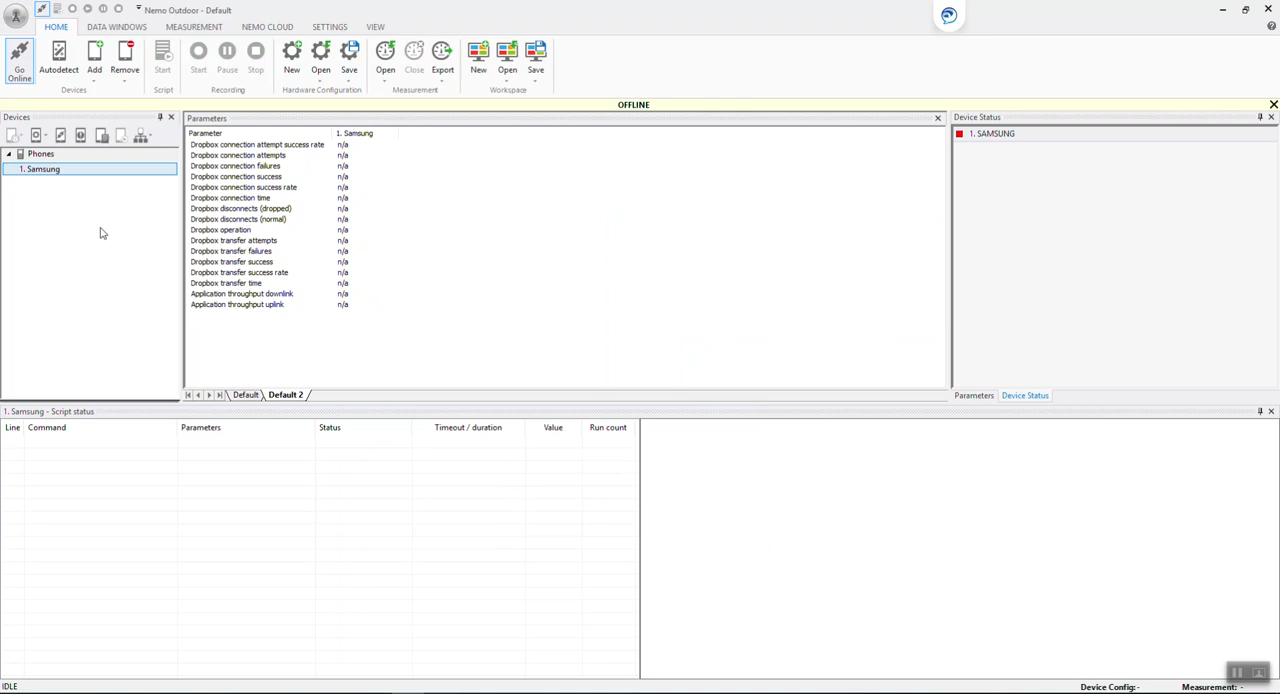 Nemo Outdoor - Default
HOME DATA WINDOWS MEASUREMENT NEMO CLOUD SETTINGS VIEW
Go Online Autodetect Add Remove Start Start Pause Stop New Open Save Open Close Export New Open Save
Devices Script Recording Hardware Configuration Measurement Workspace
OFFLINE
Devices
Phones
1. Samsung
Parameters
Parameter 1. Samsung
Dropbox connection attempt success rate n/a
Dropbox connection attempts n/a
Dropbox connection failures n/a
Dropbox connection success n/a
Dropbox connection success rate n/a
Dropbox connection time n/a
Dropbox disconnects (dropped) n/a
Dropbox disconnects (normal) n/a
Dropbox operation n/a
Dropbox transfer attempts n/a
Dropbox transfer failures n/a
Dropbox transfer success n/a
Dropbox transfer success rate n/a
Dropbox transfer time n/a
Application throughput downlink n/a
Application throughput uplink n/a
Default Default 2
Device Status
1. SAMSUNG
Parameters Device Status
1. Samsung - Script status
Line Command Parameters Status Timeout / duration Value Run count
IDLE Device Config: - Measurement: -